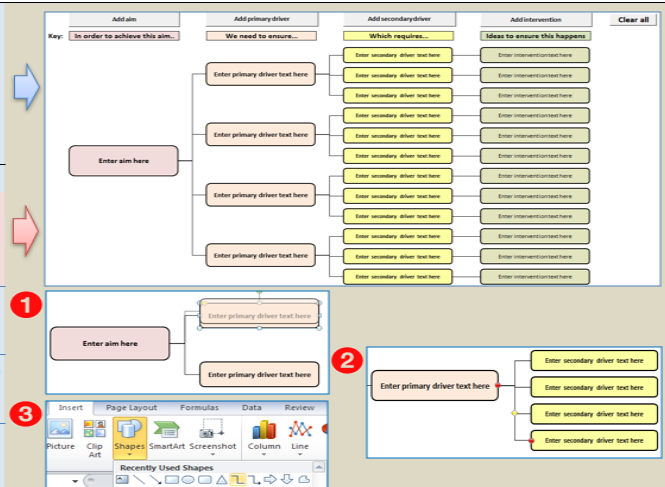 Add aim Add primary driver Add secondary driver Add intervention Clear all
Key: In order to achieve this aim.. We need to ensure... Which requires... Ideas to ensure this happens
Enter secondary driver text here Enter intervention text here
Enter primary driver text here Enter secondary driver text here Enter intervention text here
Enter secondary driver text here Enter intervention text here
Enter secondary driver text here Enter intervention text here
Enter primary driver text here Enter secondary driver text here Enter intervention text here
Enter secondary driver text here Enter intervention text here
Enter aim here
Enter secondary driver text here Enter intervention text here
Enter primary driver text here Enter secondary driver text here Enter intervention text here
Enter secondary driver text here Enter intervention text here
Enter secondary driver text here Enter intervention text here
Enter primary driver text here Enter secondary driver text here Enter intervention text here
Enter secondary driver text here Enter intervention text here
1
Enter primary driver text here
Enter aim here
Enter primary driver text here
2
Enter secondary driver text here
Enter primary driver text here
Enter secondary driver text here
Enter secondary driver text here
Enter secondary driver text here
3
Insert Page Layout Formulas Data Review
Picture Clip Art Shapes SmartArt Screenshot Column Line
Recently Used Shapes